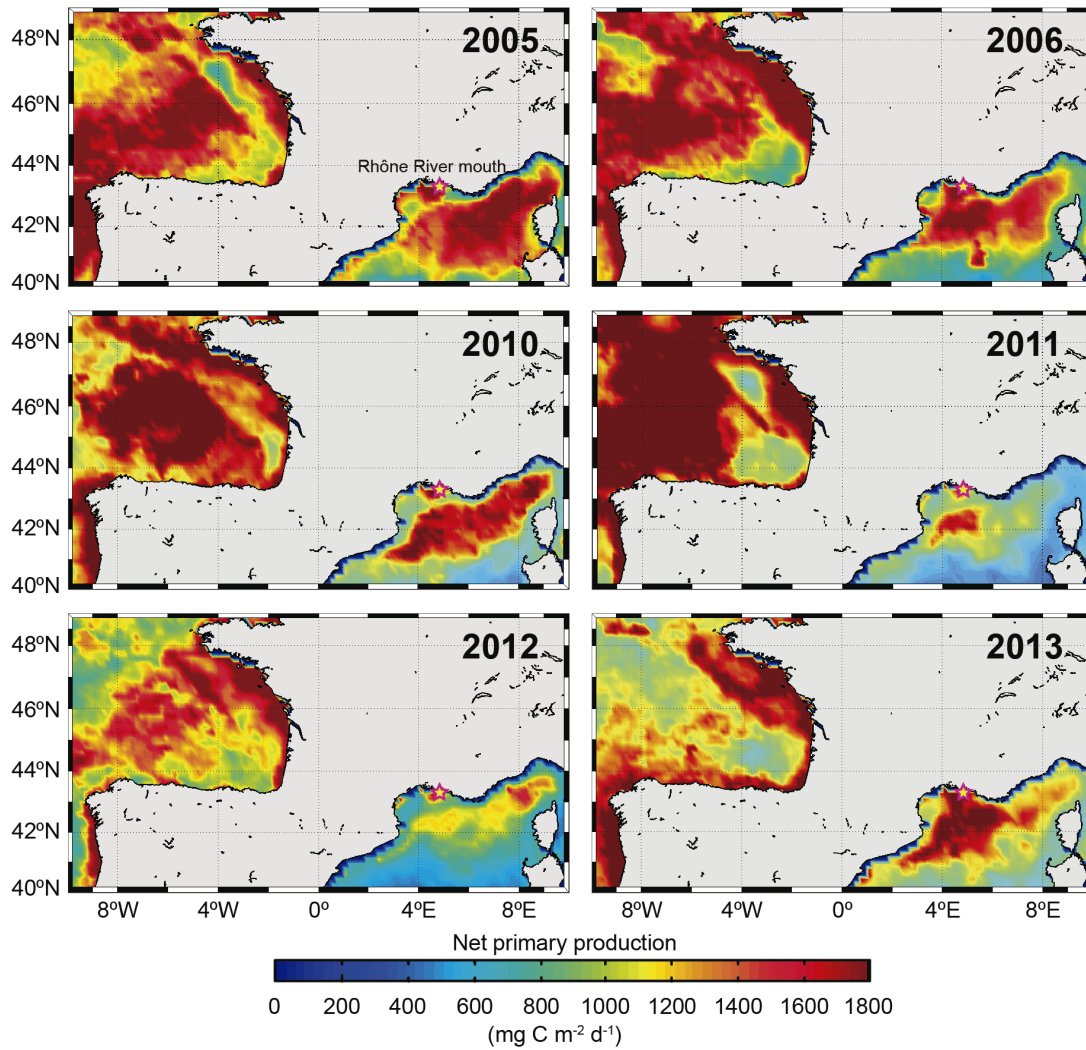 2005
2006
48ºN
46ºN
44ºN
Rhône River mouth
42ºN
40ºN
2010
2011
48ºN
46ºN
44ºN
42ºN
40ºN
2012
2013
48ºN
46ºN
44ºN
42ºN
40ºN
8ºW 4ºW 0º 4ºE 8ºE 8ºW 4ºW 0º 4ºE 8ºE
Net primary production
0 200 400 600 800 1000 1200 1400 1600 1800
(mg C m⁻² d⁻¹)